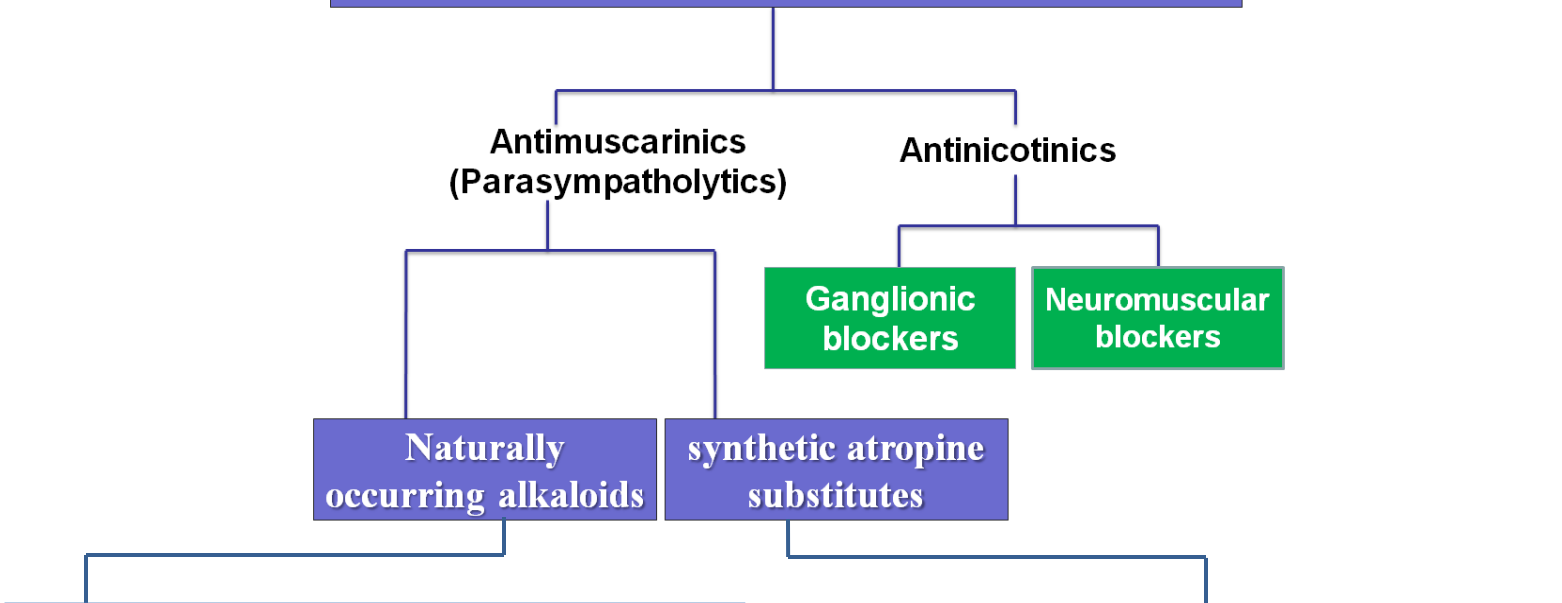 Antimuscarinics
(Parasympatholytics)
Antinicotinics
Ganglionic
blockers
Neuromuscular
blockers
Naturally
occurring alkaloids
synthetic atropine
substitutes